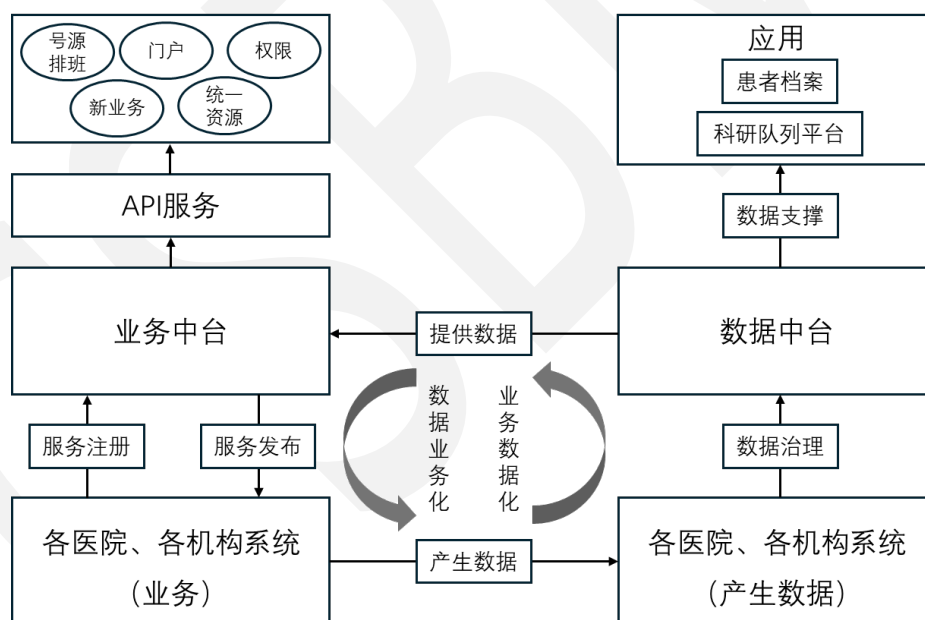 号源
排班
门户
权限
新业务
统一
资源
API服务
业务中台
服务注册
服务发布
各医院、各机构系统
（业务）
提供数据
数据业务化
业务数据化
产生数据
应用
患者档案
科研队列平台
数据支撑
数据中台
数据治理
各医院、各机构系统
（产生数据）